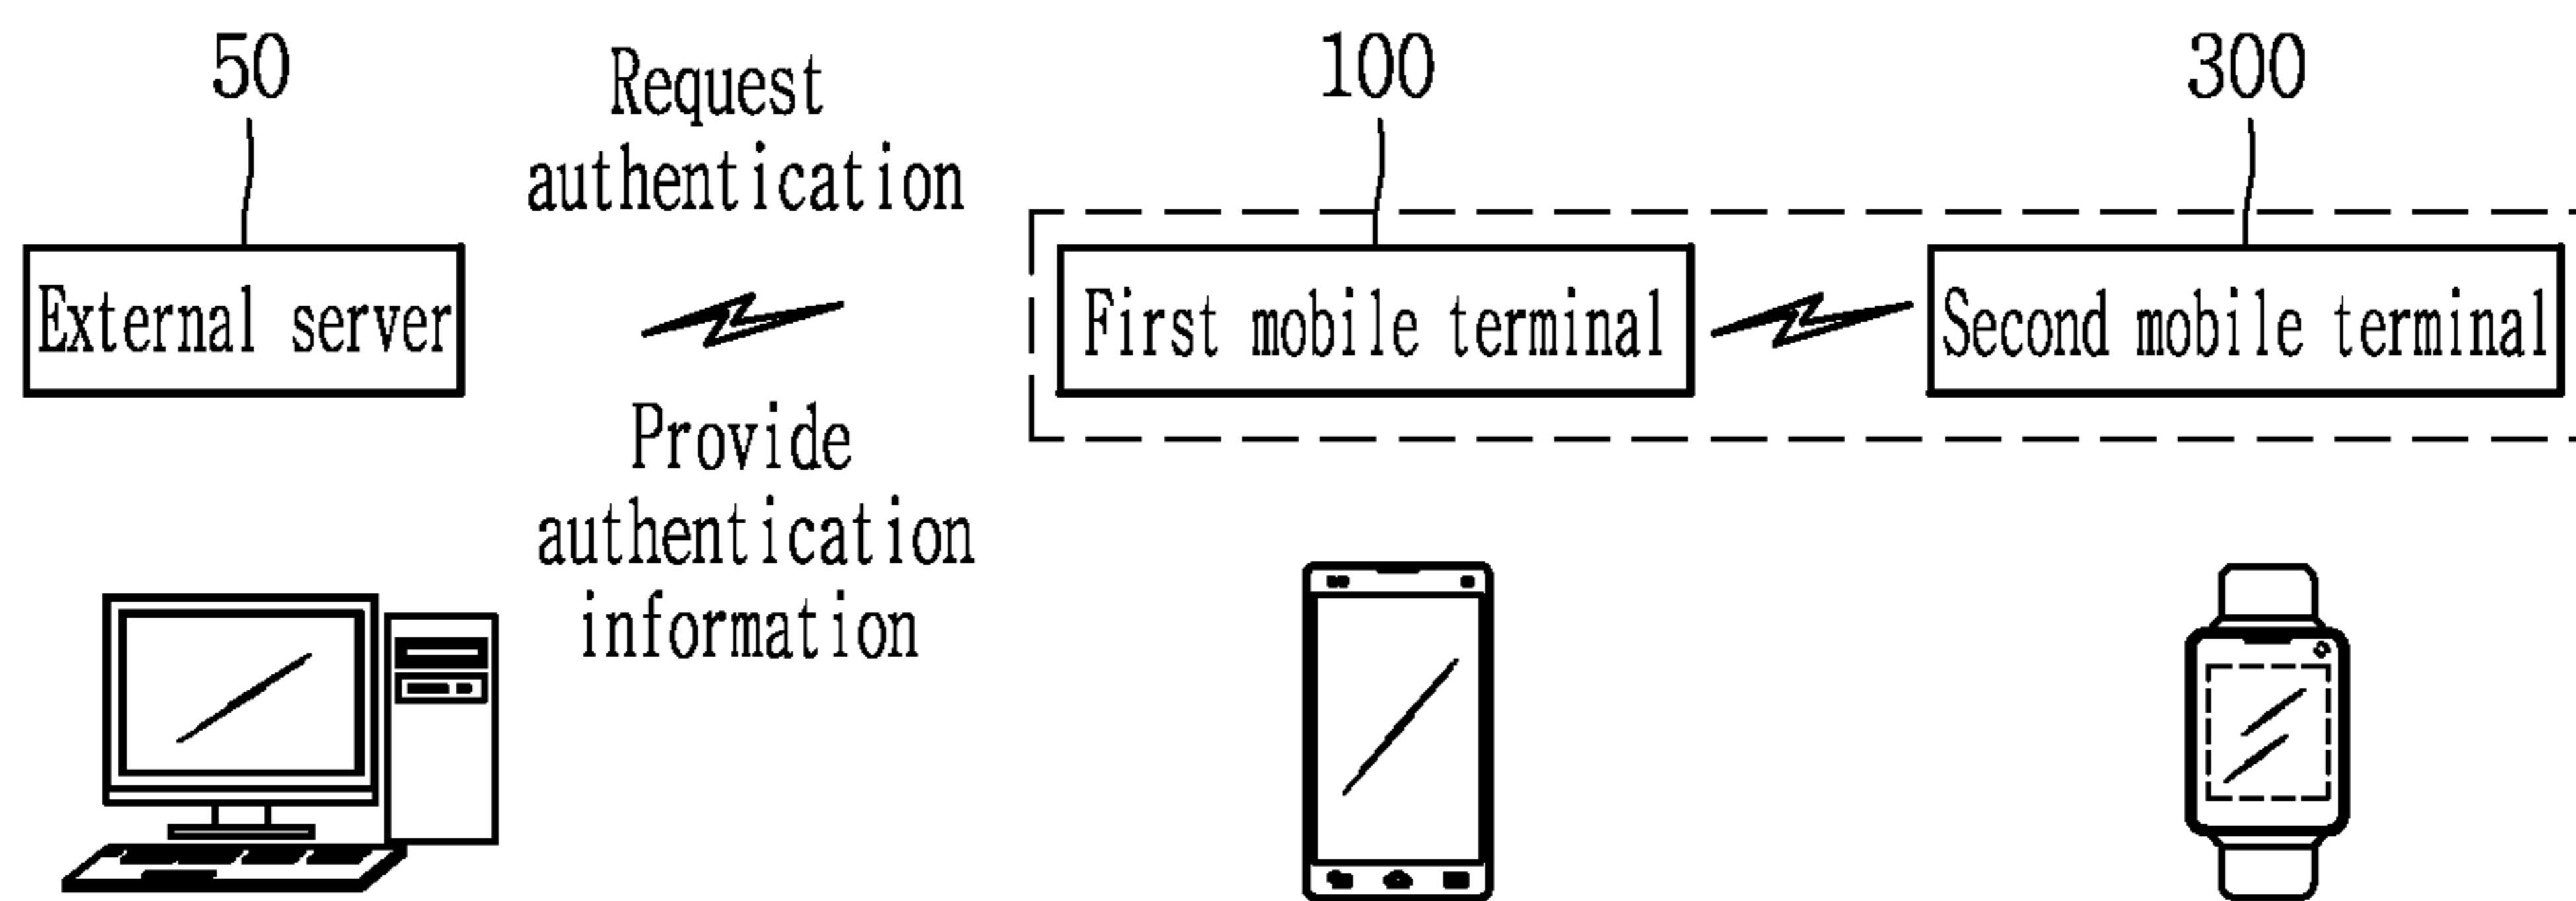 50
Request
authentication
100
300
External server
First mobile terminal
Second mobile terminal
Provide
authentication
information